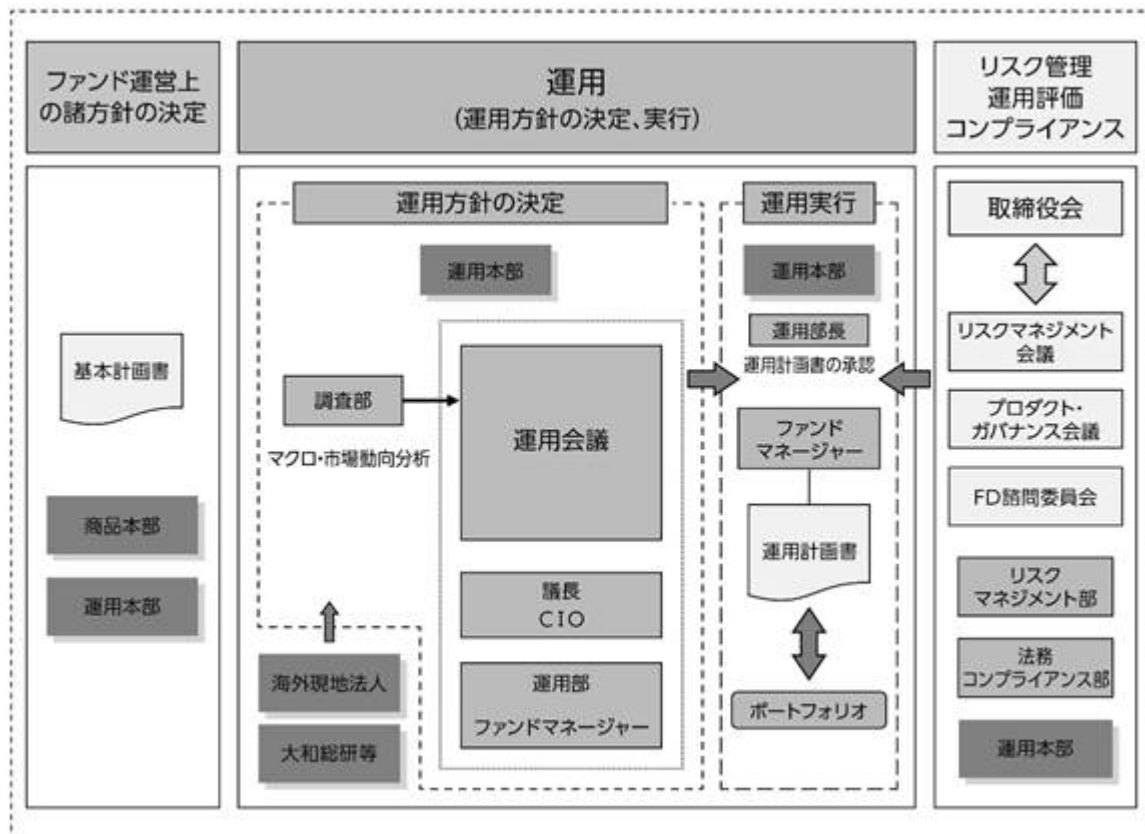 ファンド運営上
の諸方針の決定
運用
(運用方針の決定、実行)
リスク管理
運用評価
コンプライアンス
基本計画書
商品本部
運用本部
運用方針の決定
運用本部
調査部
マクロ・市場動向分析
運用会議
議長
CIO
運用部
ファンドマネージャー
海外現地法人
大和総研等
運用実行
運用本部
運用部長
運用計画書の承認
ファンド
マネージャー
運用計画書
ポートフォリオ
取締役会
リスクマネジメント
会議
プロダクト・
ガバナンス会議
FD諮問委員会
リスク
マネジメント部
法務
コンプライアンス部
運用本部